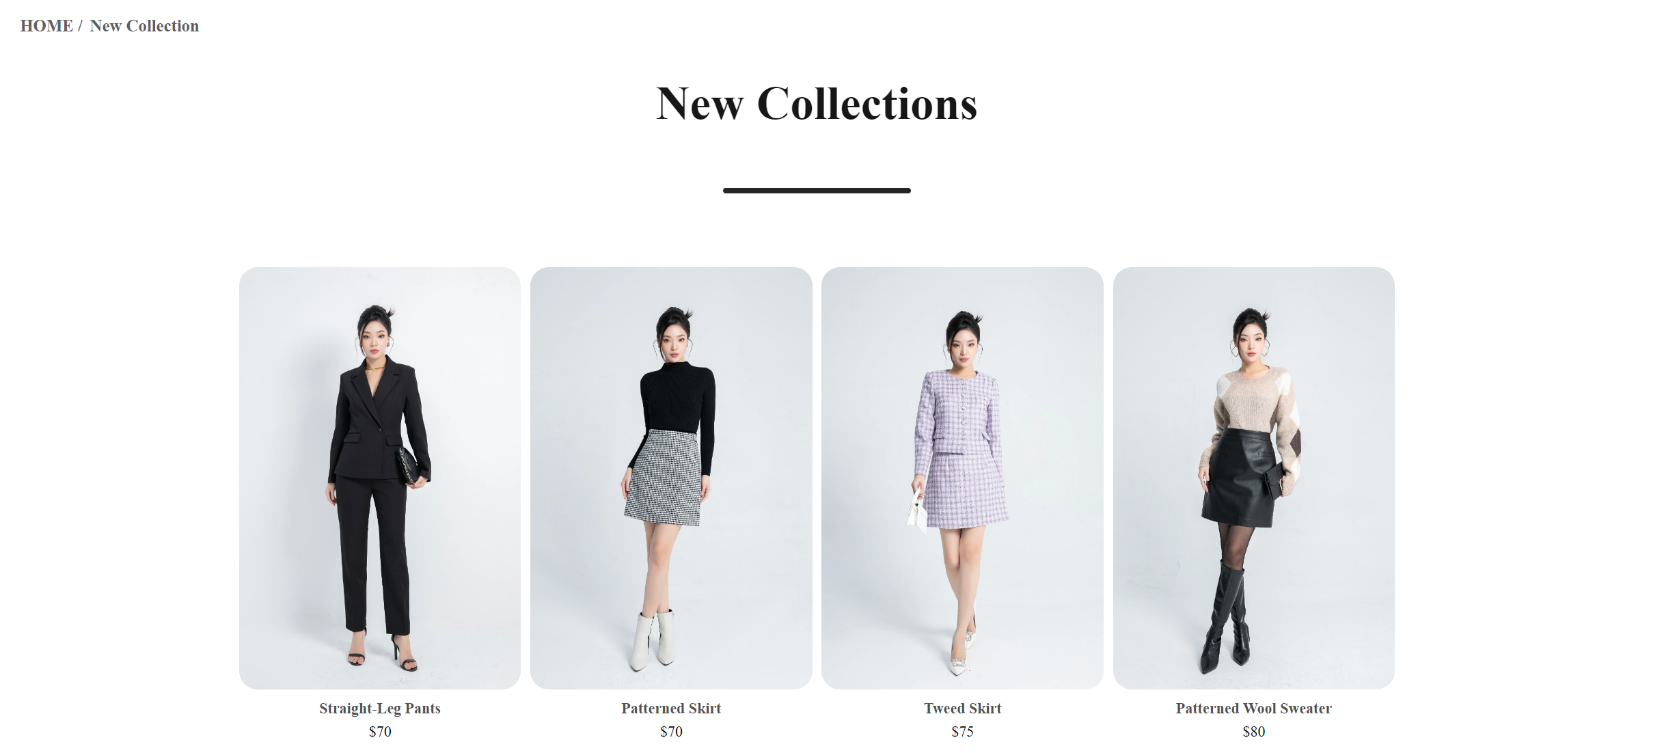 HOME / New Collection
New Collections
Straight-Leg Pants
$70
Patterned Skirt
$70
Tweed Skirt
$75
Patterned Wool Sweater
$80